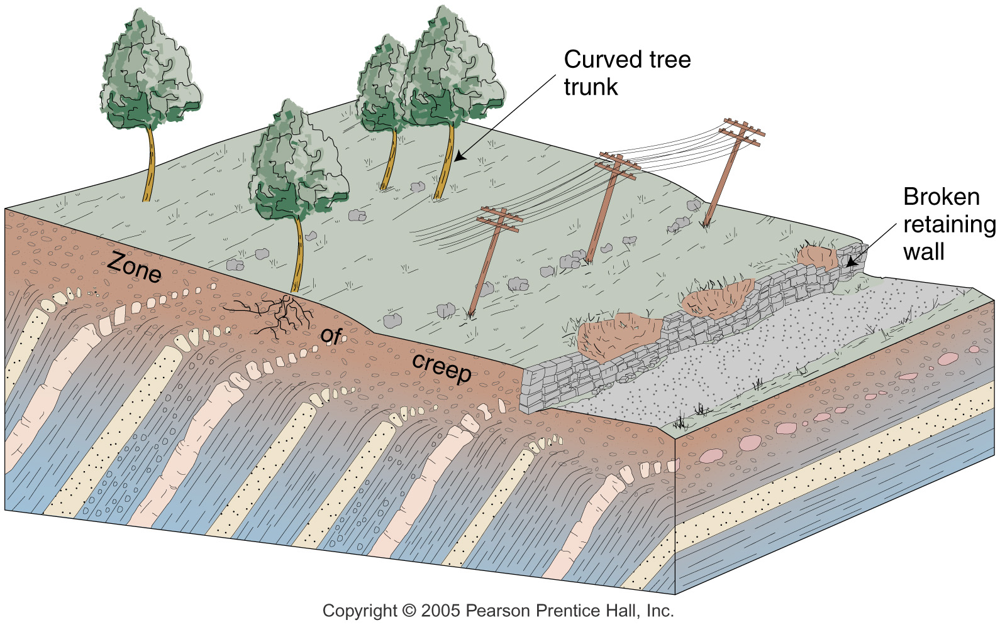 Curved tree
trunk
Broken
retaining
wall
Zone
of
creep
Copyright © 2005 Pearson Prentice Hall, Inc.